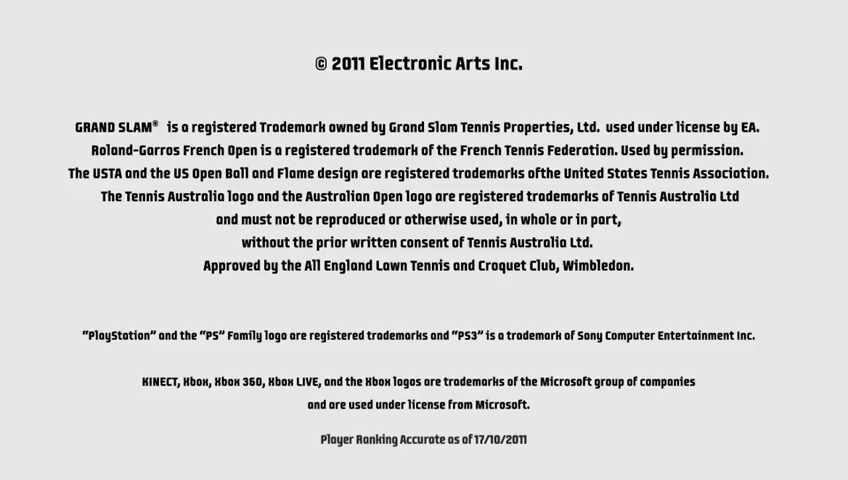 © 2011 Electronic Arts Inc.
GRAND SLAM® is a registered Trademark owned by Grand Slam Tennis Properties, Ltd. used under license by EA.
Roland-Garros French Open is a registered trademark of the French Tennis Federation. Used by permission.
The USTA and the US Open Ball and Flame design are registered trademarks ofthe United States Tennis Association.
The Tennis Australia logo and the Australian Open logo are registered trademarks of Tennis Australia Ltd
and must not be reproduced or otherwise used, in whole or in part,
without the prior written consent of Tennis Australia Ltd.
Approved by the All England Lawn Tennis and Croquet Club, Wimbledon.
“PlayStation” and the “PS” Family logo are registered trademarks and “PS3” is a trademark of Sony Computer Entertainment Inc.
KINECT, Xbox, Xbox 360, Xbox LIVE, and the Xbox logos are trademarks of the Microsoft group of companies
and are used under license from Microsoft.
Player Ranking Accurate as of 17/10/2011